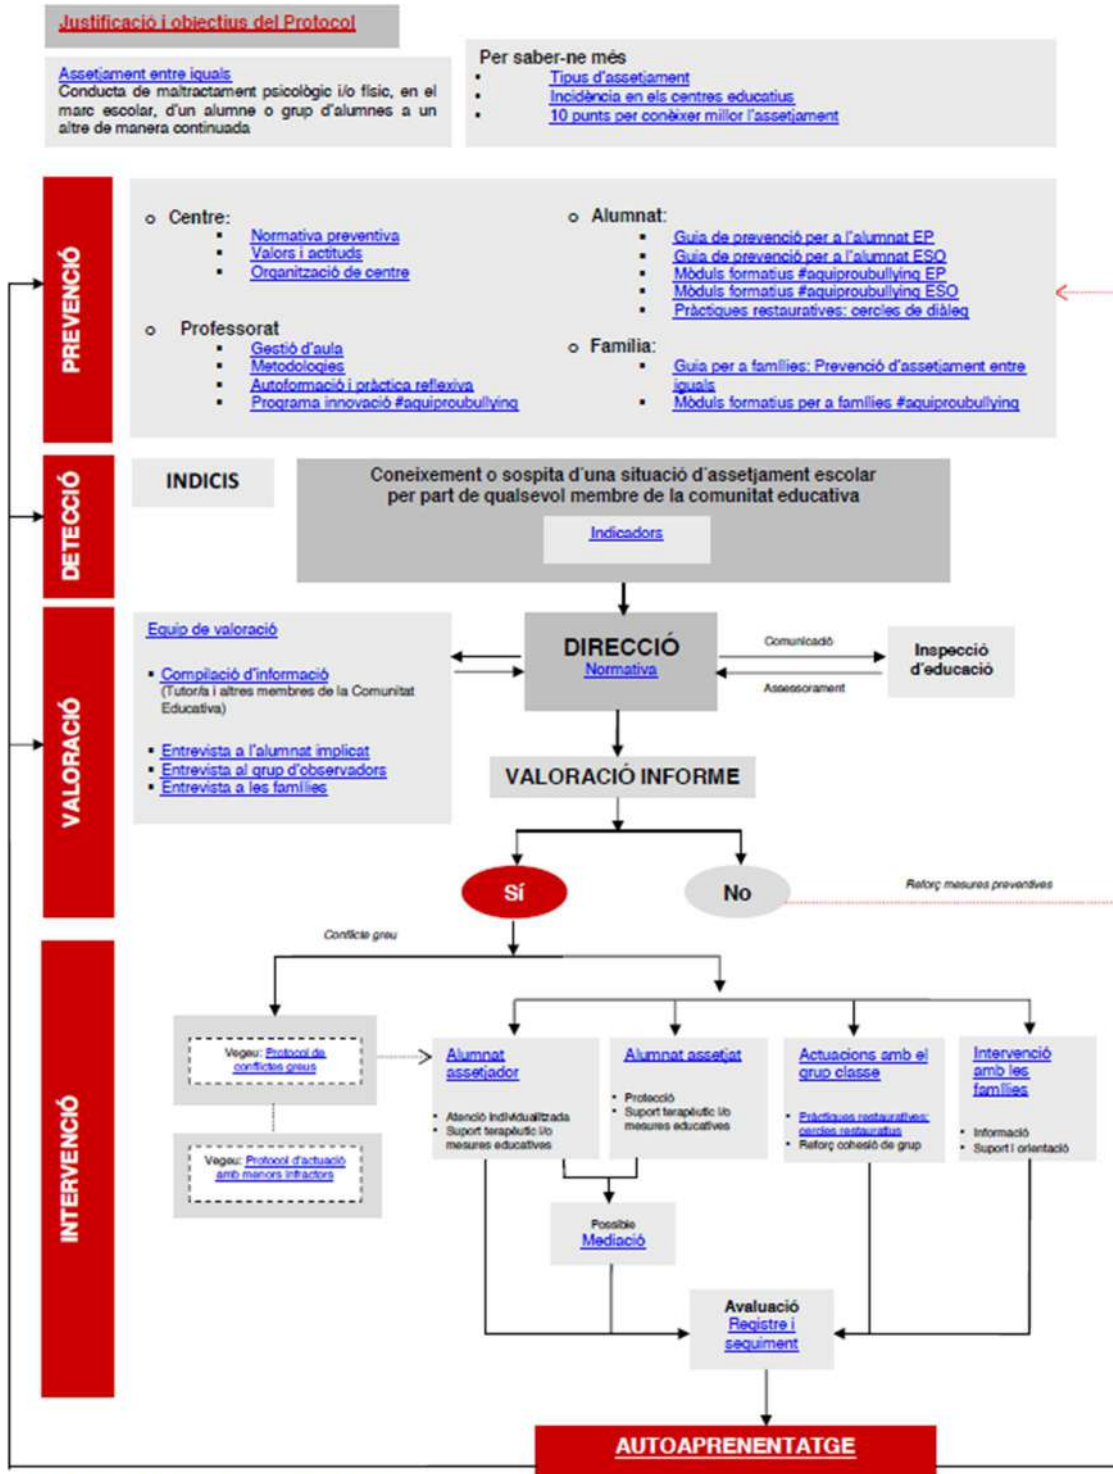 Justificació i objectius del Protocol
Assetjament entre iguals
Conducta de maltractament psicològic i/o físic, en el
marc escolar, d'un alumne o grup d'alumnes a un
altre de manera continuada
Per saber-ne més
▪ Tipus d'assetjament
▪ Incidència en els centres educatius
▪ 10 punts per conèixer millor l'assetjament
PREVENCIÓ
o Centre:
▪ Normativa preventiva
▪ Valors i actituds
▪ Organització de centre
o Professorat
▪ Gestió d'aula
▪ Metodologies
▪ Autoformació i pràctica reflexiva
▪ Programa innovació #aquiproubullying
o Alumnat:
▪ Guia de prevenció per a l'alumnat EP
▪ Guia de prevenció per a l'alumnat ESO
▪ Mòduls formatius #aquiproubullying EP
▪ Mòduls formatius #aquiproubullying ESO
▪ Pràctiques restauratives: cercles de diàleg
o Família:
▪ Guia per a famílies: Prevenció d'assetjament entre
iguals
▪ Mòduls formatius per a famílies #aquiproubullying
DETECCIÓ
INDICIS
Coneixement o sospita d'una situació d'assetjament escolar
per part de qualsevol membre de la comunitat educativa
Indicadors
VALORACIÓ
Equip de valoració
▪ Compilació d'informació
(Tutor/a i altres membres de la Comunitat
Educativa)
▪ Entrevista a l'alumnat implicat
▪ Entrevista al grup d'observadors
▪ Entrevista a les famílies
DIRECCIÓ
Normativa
Comunicació
Assessorament
Inspecció
d'educació
VALORACIÓ INFORME
Sí
No
Reforç mesures preventives
INTERVENCIÓ
Conflicte greu
Vegeu: Protocol de
conflictes greus
Vegeu: Protocol d'actuació
amb menors infractors
Alumnat
assetjador
▪ Atenció individualitzada
▪ Suport terapèutic i/o
mesures educatives
Alumnat assetjat
▪ Protecció
▪ Suport terapèutic i/o
mesures educatives
Actuacions amb el
grup classe
▪ Pràctiques restauratives:
cercles restauratius
▪ Reforç cohesió de grup
Intervenció
amb les
famílies
▪ Informació
▪ Suport i orientació
Possible
Mediació
Avaluació
Registre i
seguiment
AUTOAPRENENTATGE